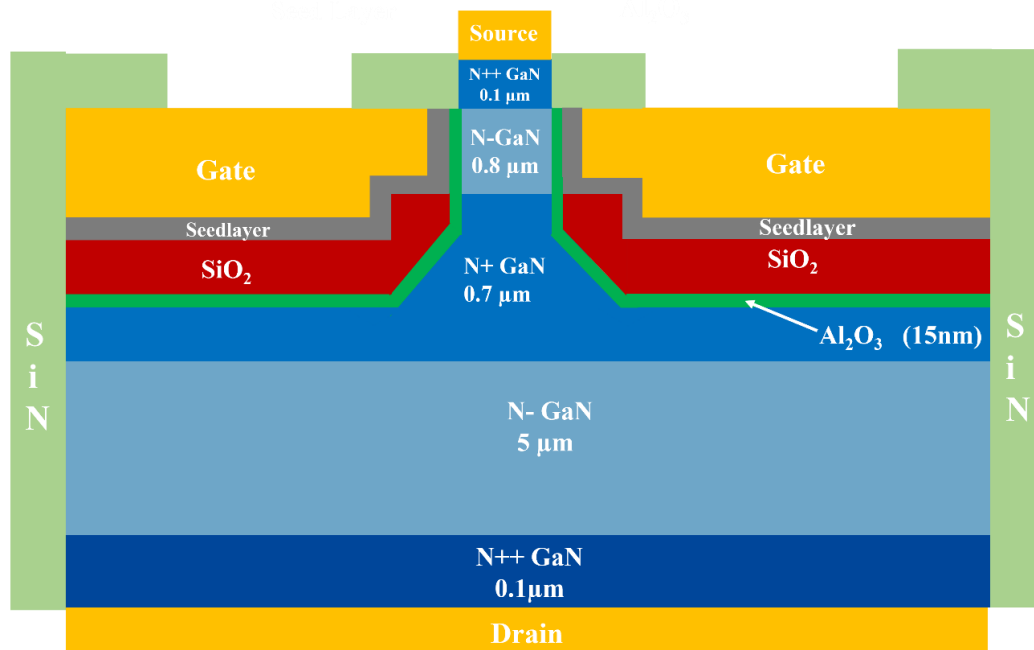 Source
N++ GaN
0.1 µm
N-GaN
0.8 µm
Gate
Gate
Seedlayer
Seedlayer
SiO₂
SiO₂
N+ GaN
0.7 µm
Al₂O₃ (15nm)
S
i
N
S
i
N
N- GaN
5 µm
N++ GaN
0.1µm
Drain